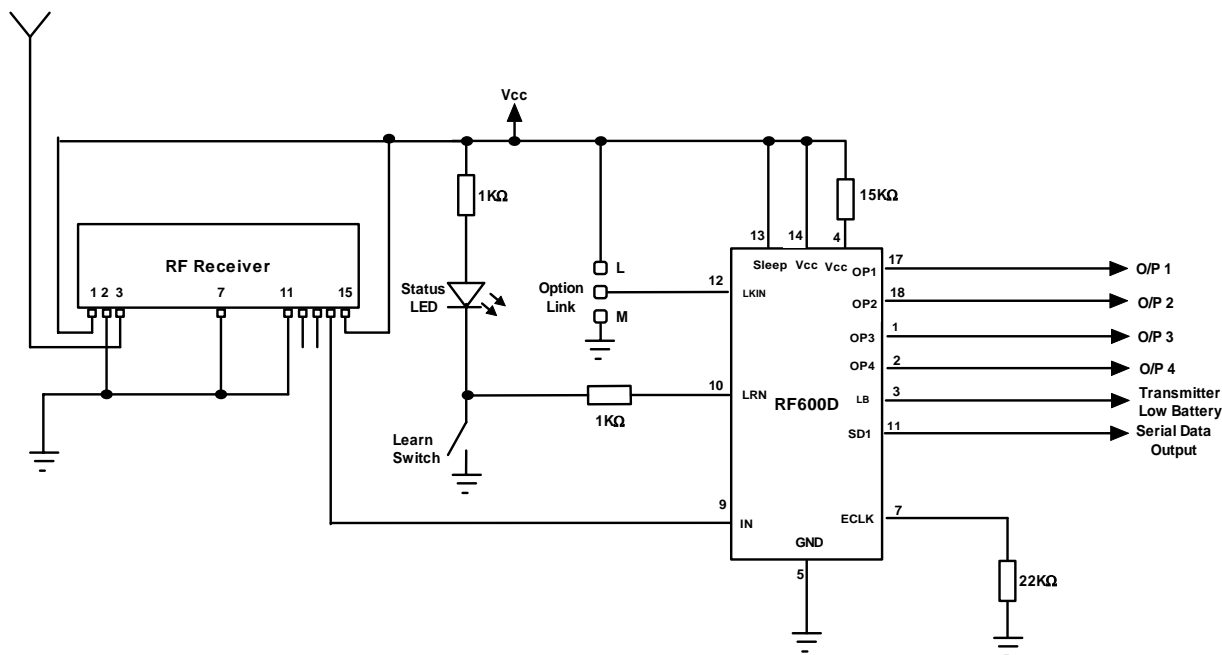 Vcc
1KΩ
15KΩ
RF Receiver
1 2 3 7 11 15
Status
LED
Option
Link
L
M
12
13
14
4
Sleep Vcc Vcc
LKIN
OP1
17
O/P 1
OP2
18
O/P 2
OP3
1
O/P 3
OP4
2
O/P 4
LB
3
Transmitter
Low Battery
SD1
11
Serial Data
Output
10
LRN
RF600D
1KΩ
Learn
Switch
9
IN
ECLK
7
GND
5
22KΩ